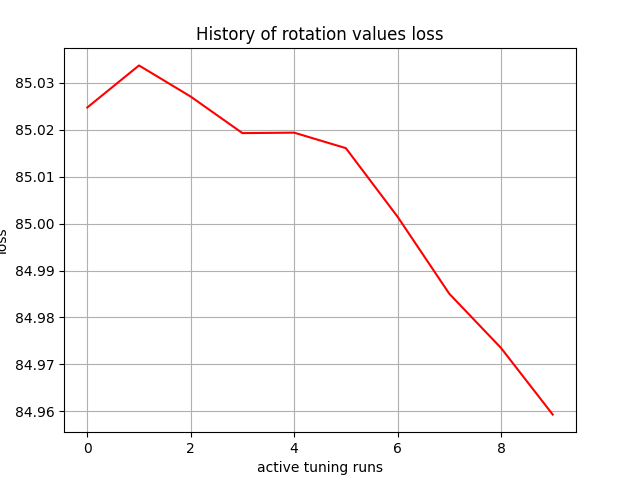 History of rotation values loss
85.03
85.02
85.01
85.00
84.99
84.98
84.97
84.96
loss
0 2 4 6 8
active tuning runs